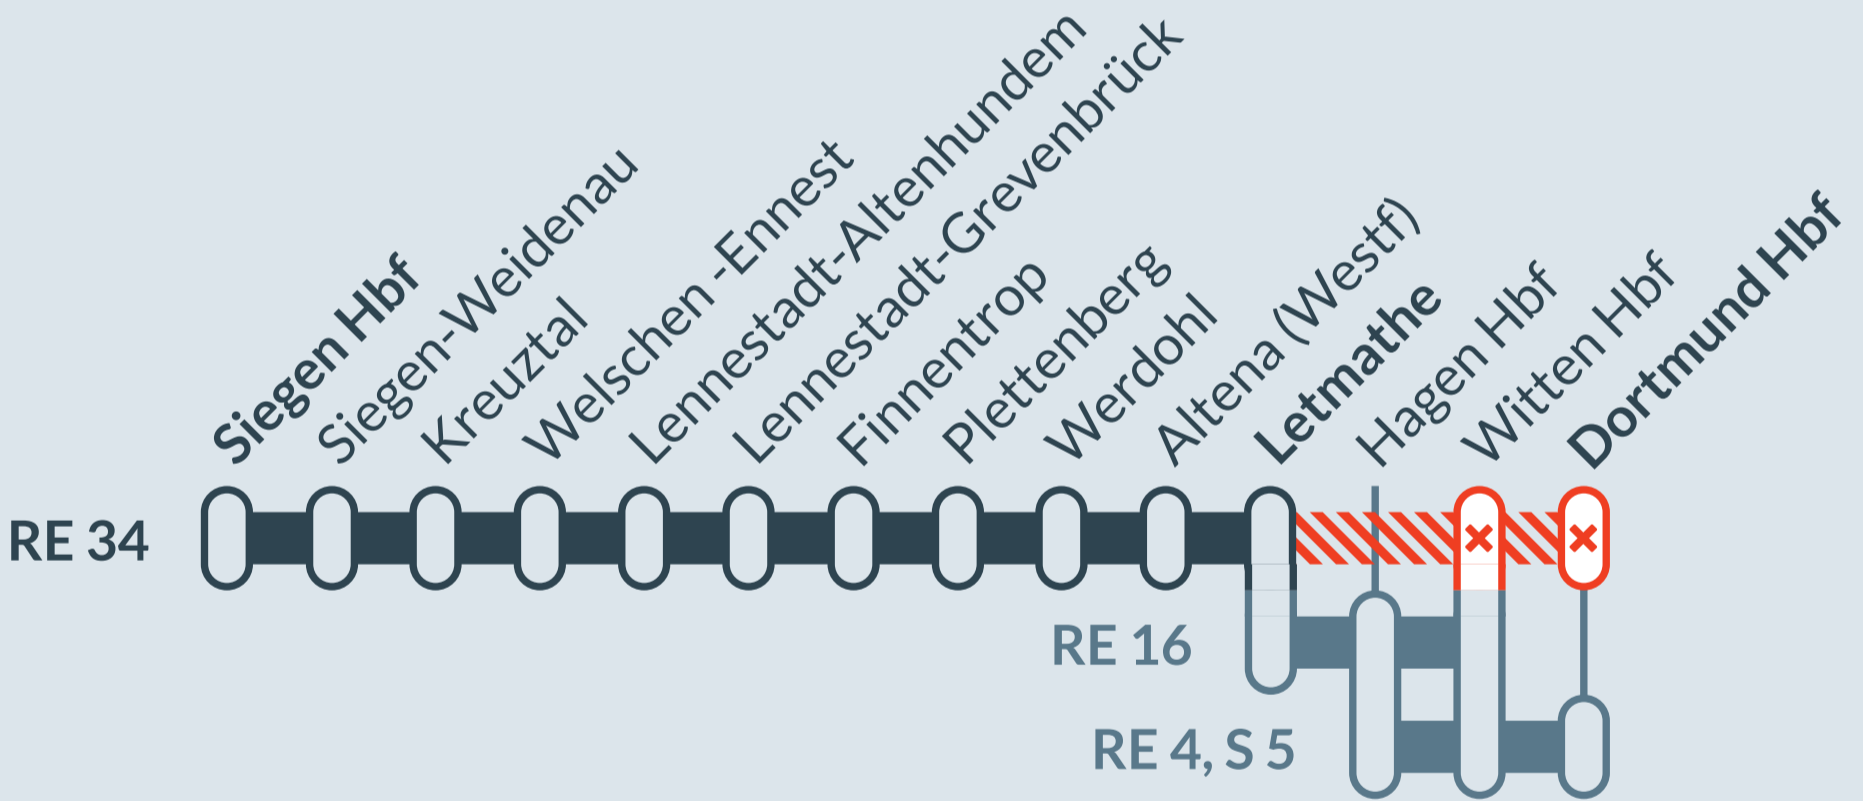 Siegen Hbf
Siegen-Weidenau
Kreuztal
Welschen -Ennest
Lennestadt-Altenhundem
Lennestadt-Grevenbrück
Finnentrop
Plettenberg
Werdohl
Altena (Westf)
Letmathe
Hagen Hbf
Witten Hbf
Dortmund Hbf
RE 34
RE 16
RE 4, S 5